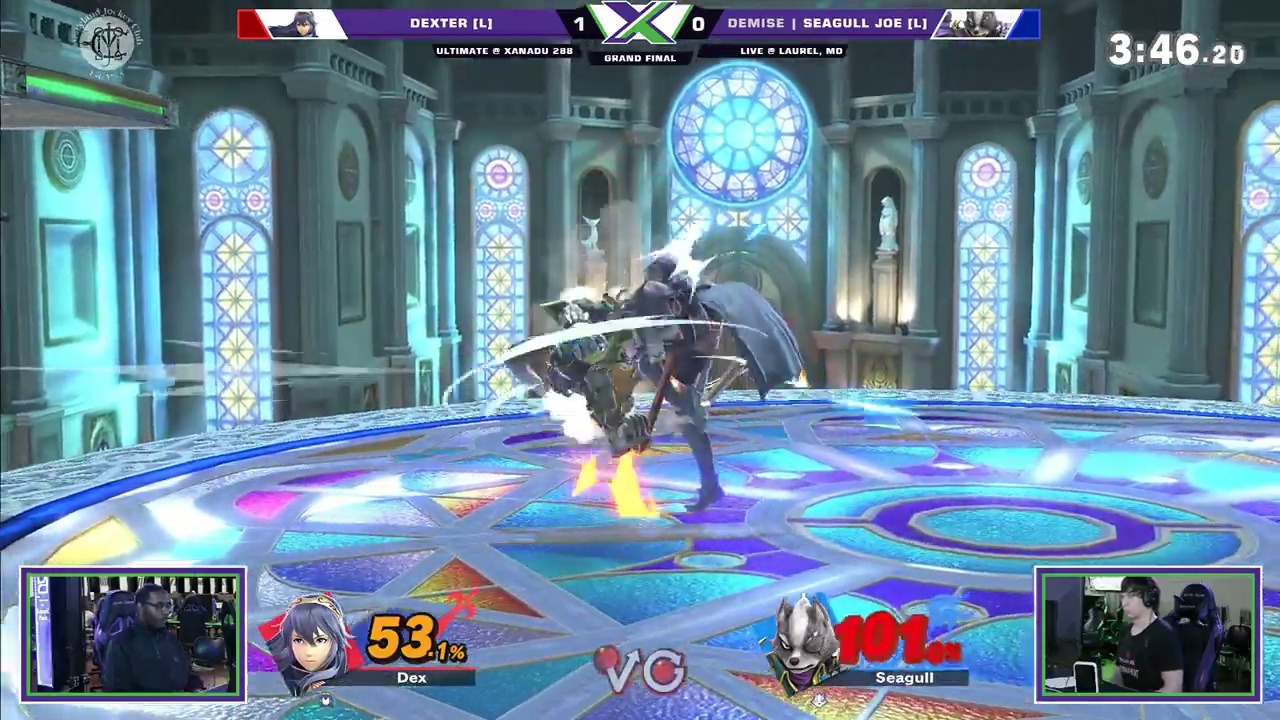 DEXTER [L]
1
0
DEMISE | SEAGULL JOE [L]
ULTIMATE @ XANADU 288
GRAND FINAL
LIVE @ LAUREL, MD
3:46.20
53.1%
Dex
VG
101
Seagull